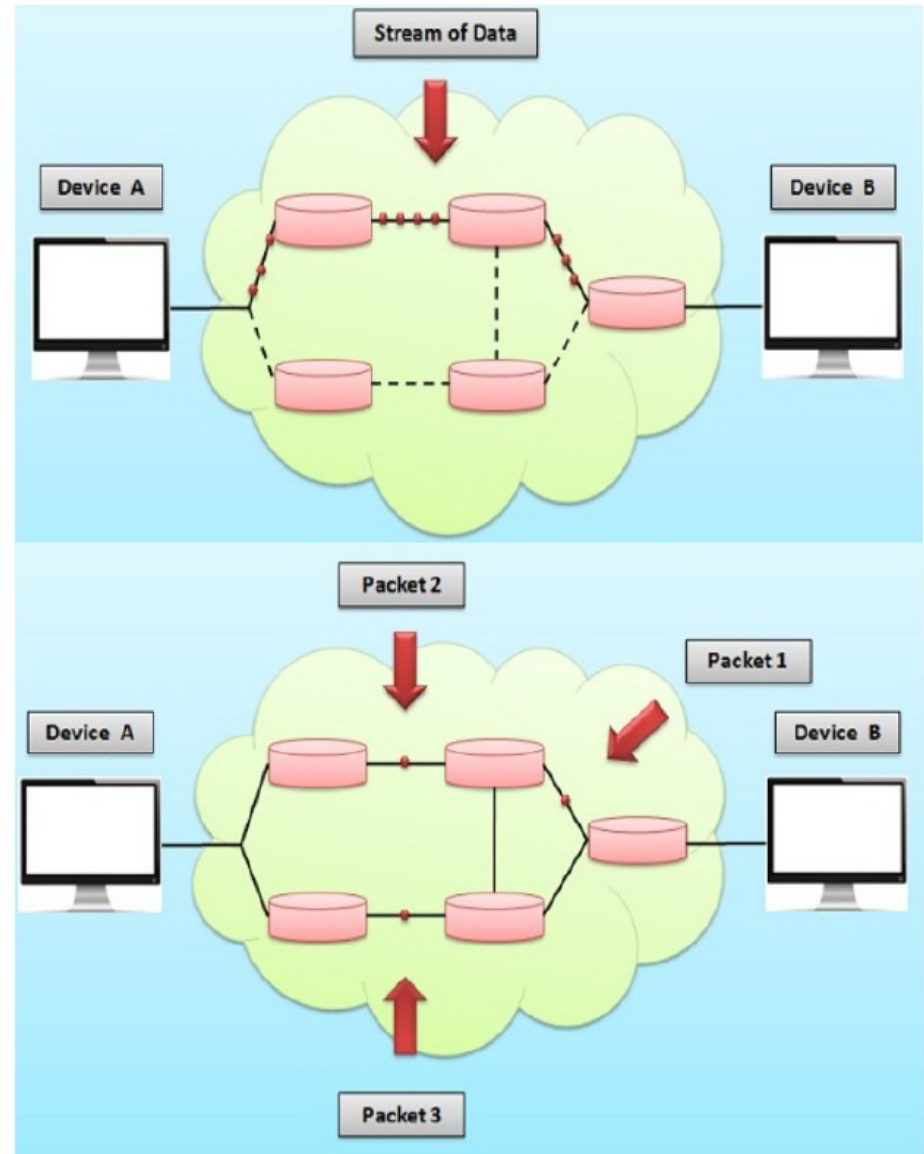 Stream of Data
Device A
Device B
Packet 2
Packet 1
Device A
Device B
Packet 3